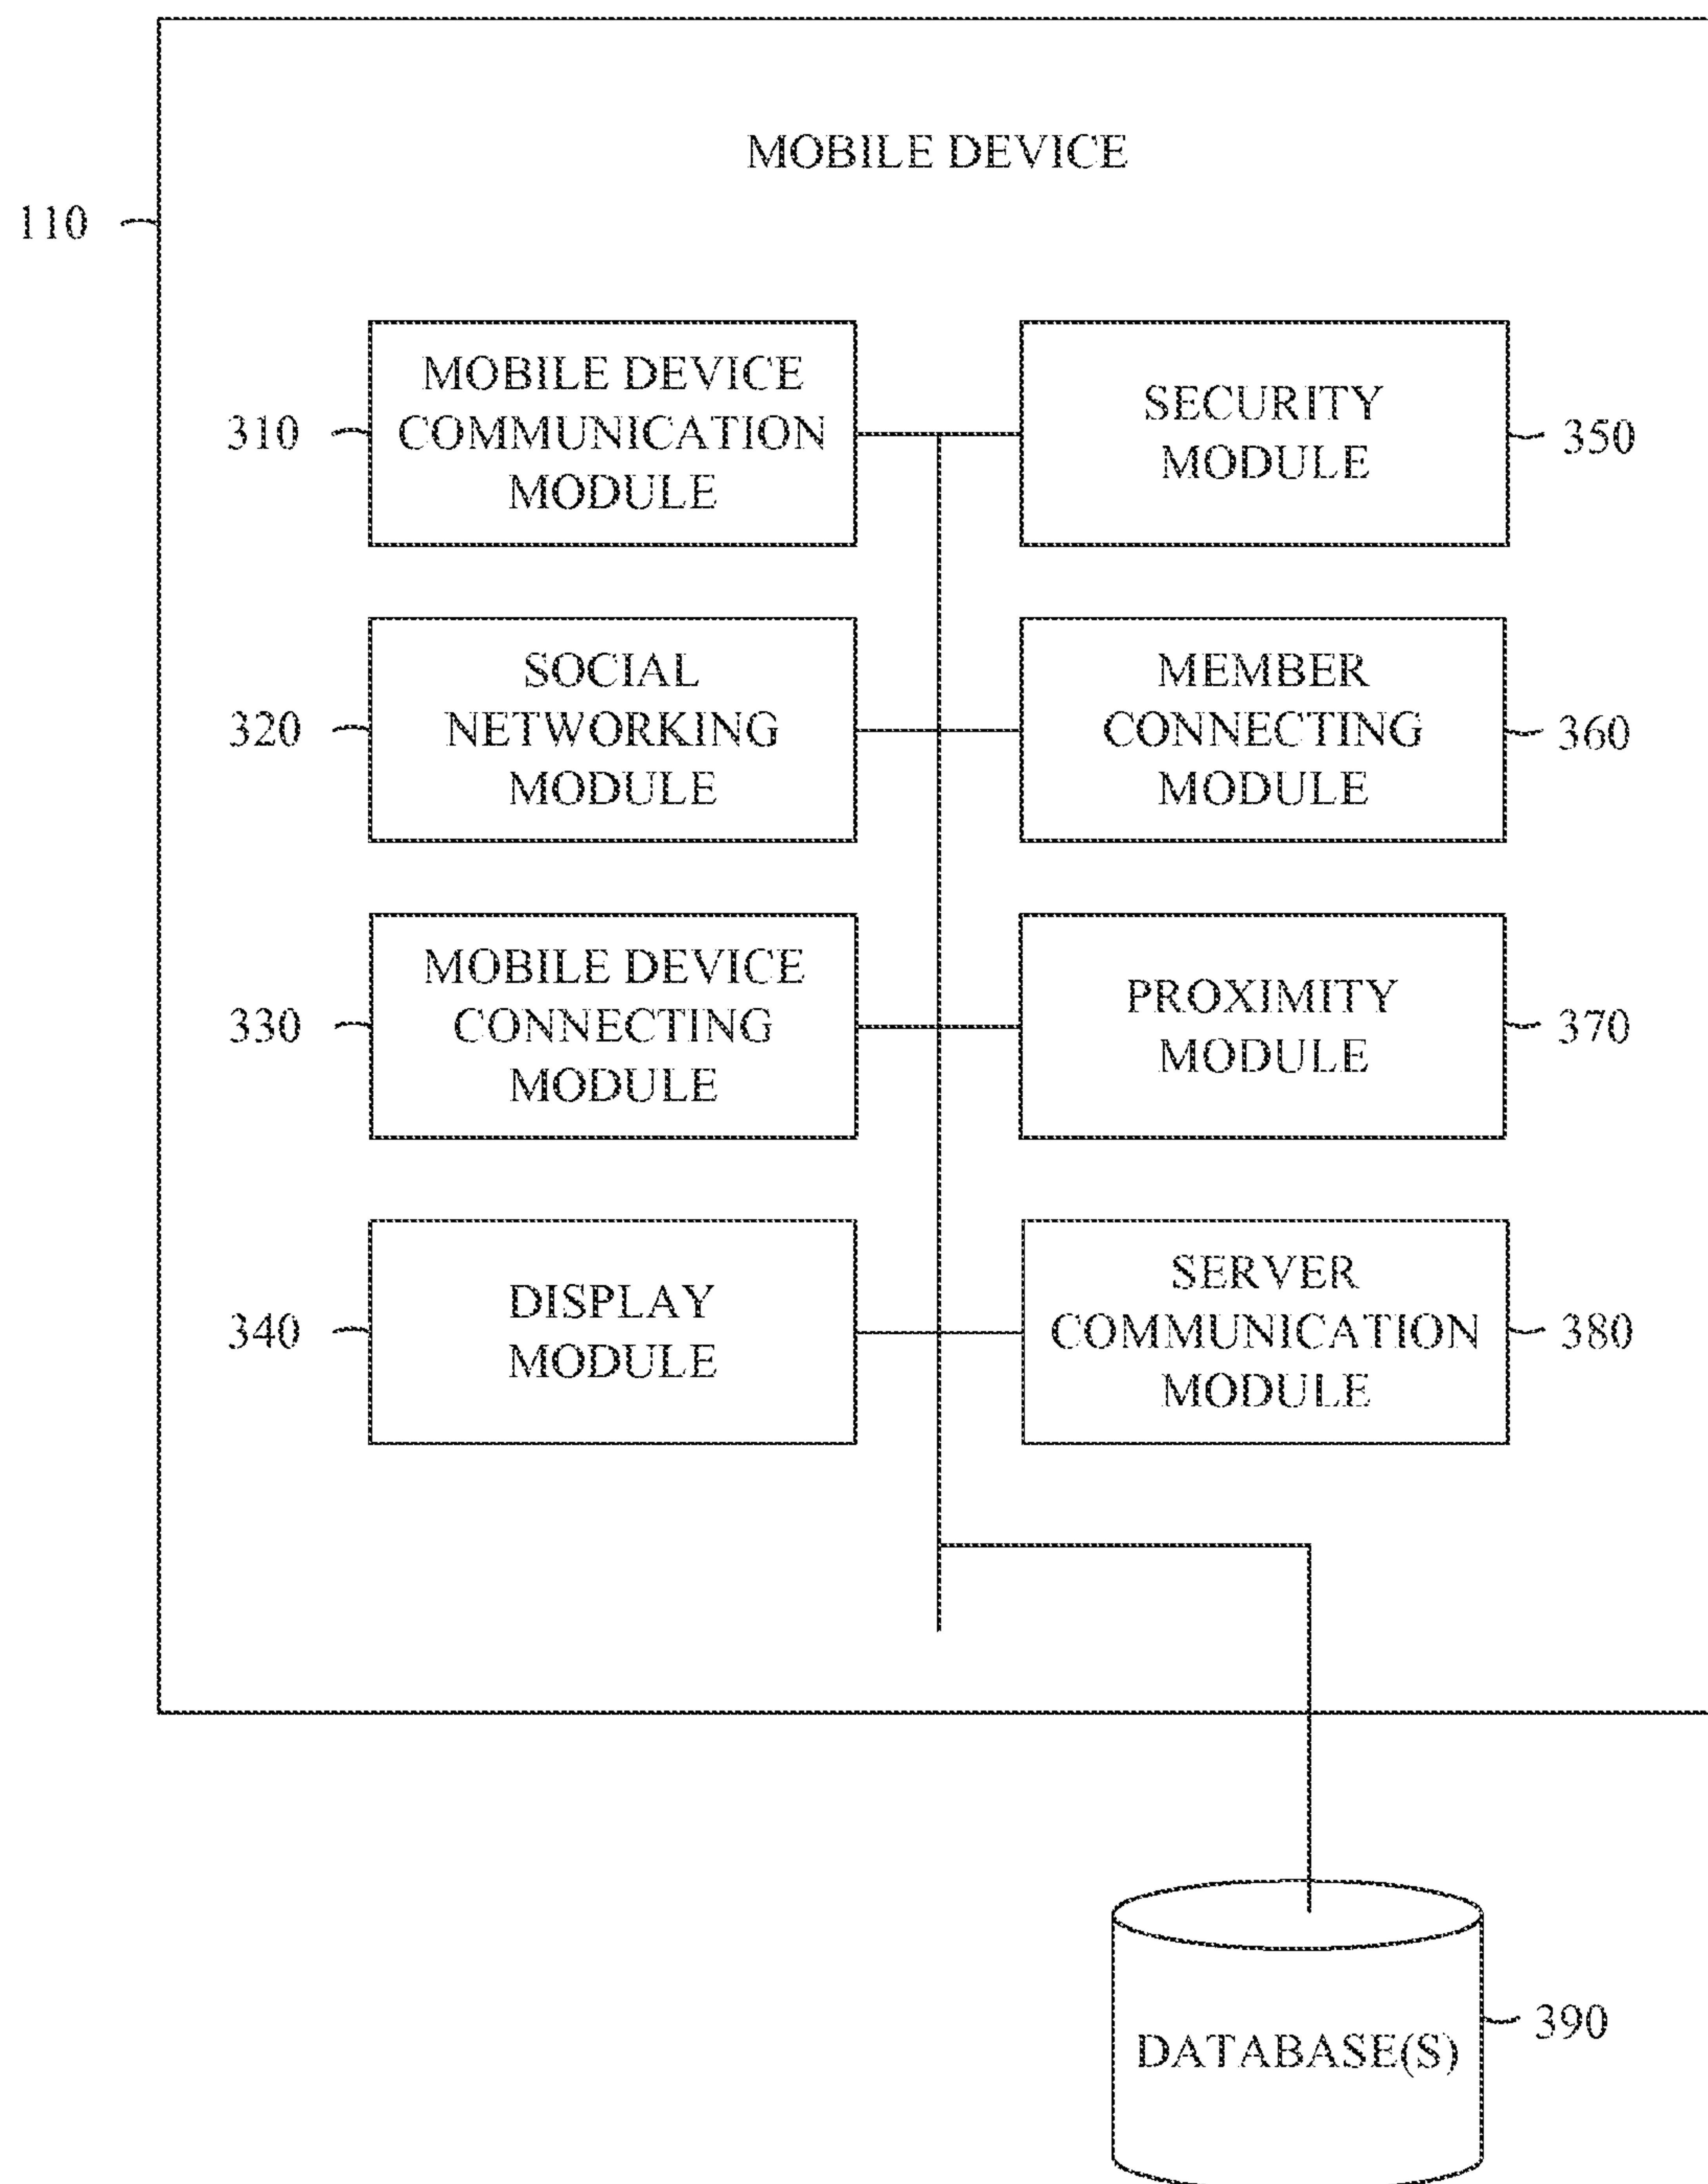 MOBILE DEVICE
110
MOBILE DEVICE
COMMUNICATION
MODULE
310
SECURITY
MODULE
350
SOCIAL
NETWORKING
MODULE
320
MEMBER
CONNECTING
MODULE
360
MOBILE DEVICE
CONNECTING
MODULE
330
PROXIMITY
MODULE
370
DISPLAY
MODULE
340
SERVER
COMMUNICATION
MODULE
380
DATABASE(S)
390